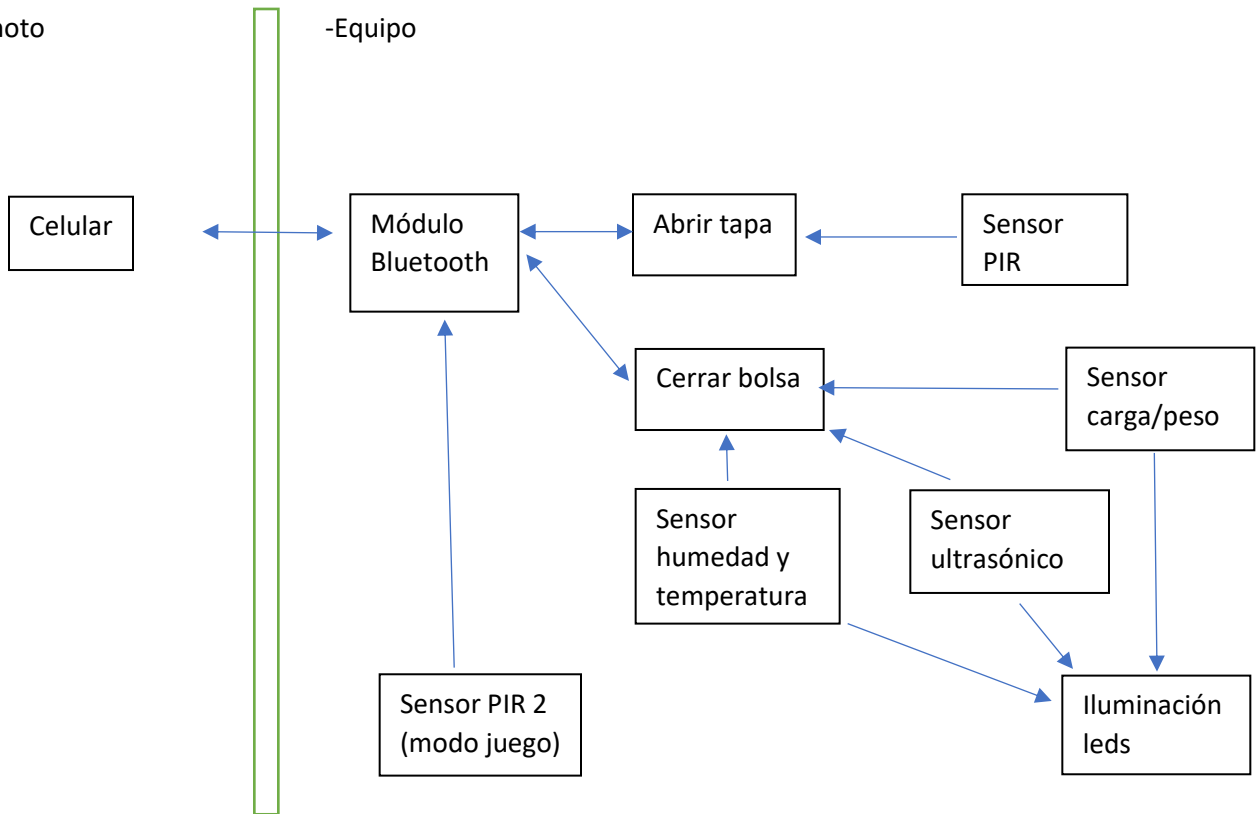 -Equipo
Celular
Módulo
Bluetooth
Abrir tapa
Sensor
PIR
Cerrar bolsa
Sensor
carga/peso
Sensor
humedad y
temperatura
Sensor
ultrasónico
Sensor PIR 2
(modo juego)
Iluminación
leds